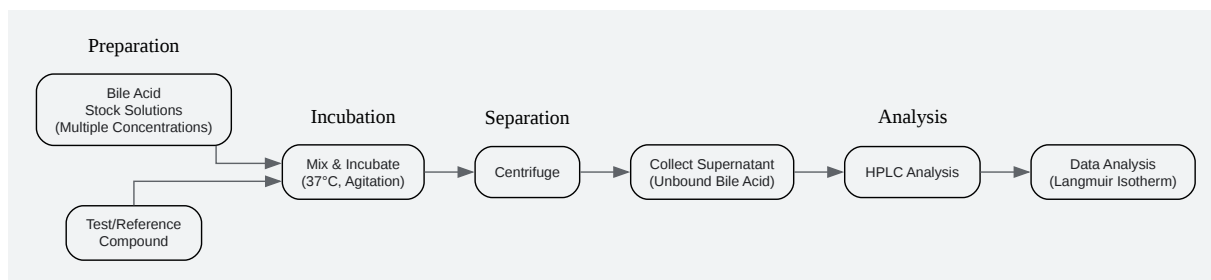 Preparation
Bile Acid
Stock Solutions
(Multiple Concentrations)
Test/Reference
Compound
Incubation
Mix & Incubate
(37°C, Agitation)
Separation
Centrifuge
Collect Supernatant
(Unbound Bile Acid)
Analysis
HPLC Analysis
Data Analysis
(Langmuir Isotherm)